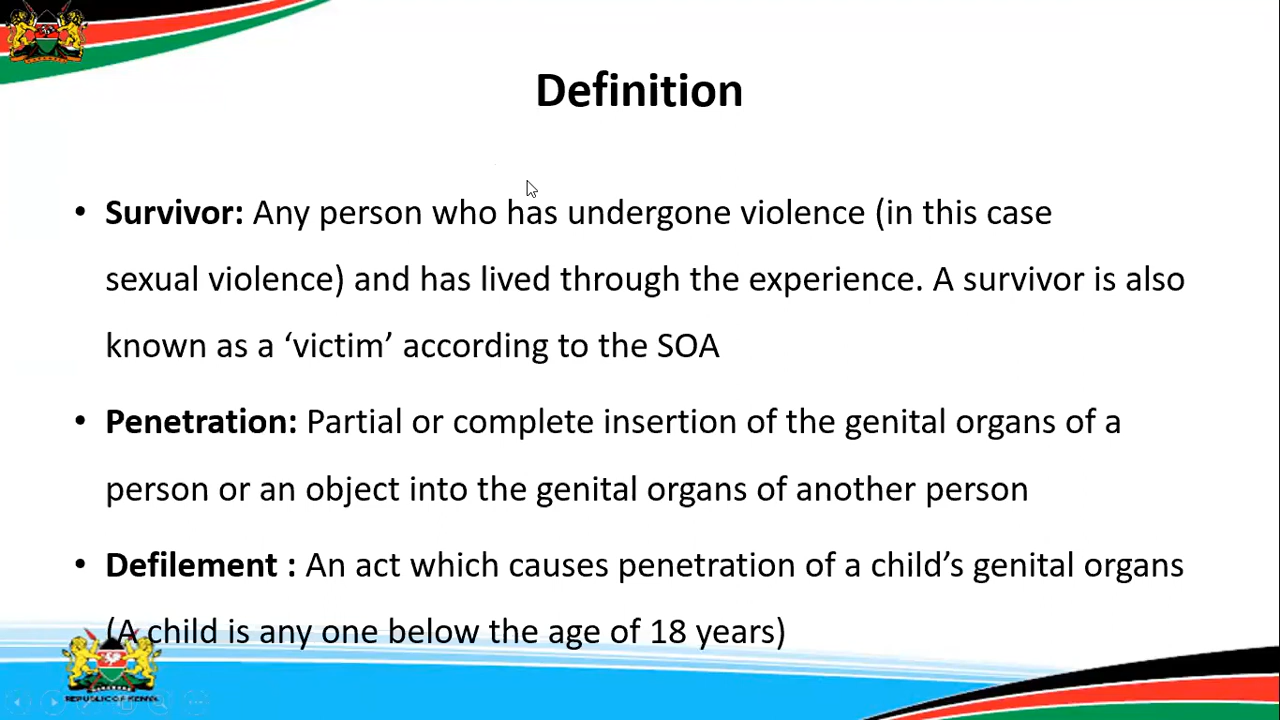 Definition
• Survivor: Any person who has undergone violence (in this case
sexual violence) and has lived through the experience. A survivor is also
known as a ‘victim’ according to the SOA
• Penetration: Partial or complete insertion of the genital organs of a
person or an object into the genital organs of another person
• Defilement : An act which causes penetration of a child’s genital organs
(A child is any one below the age of 18 years)
REPUBLIC OF KENYA